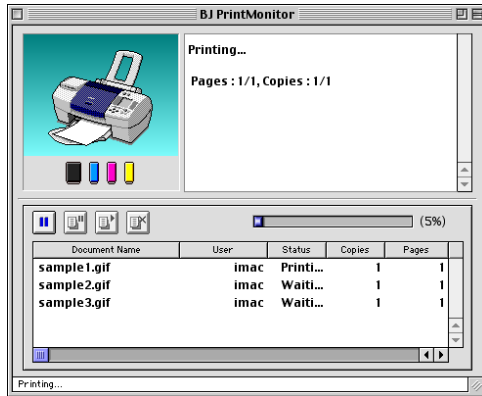 BJ PrintMonitor
Printing...
Pages : 1/1, Copies : 1/1
(5%)
Document Name User Status Copies Pages
sample1.gif imac Printi... 1 1
sample2.gif imac Waiti... 1 1
sample3.gif imac Waiti... 1 1
Printing...